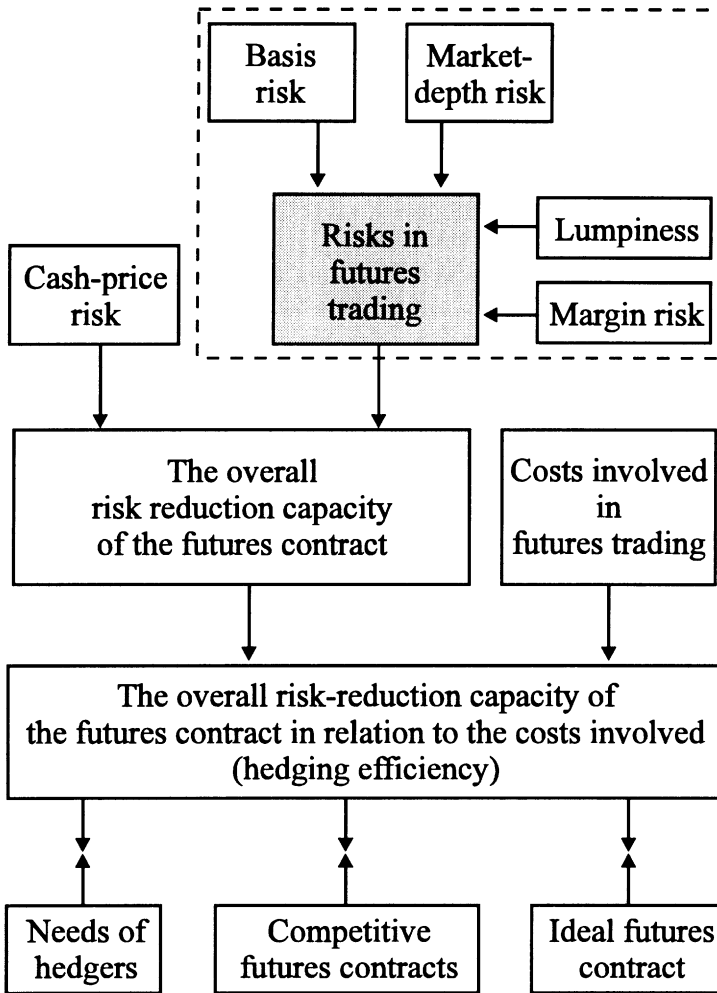 Basis
risk
Market-
depth risk
Risks in
futures
trading
Lumpiness
Margin risk
Cash-price
risk
The overall
risk reduction capacity
of the futures contract
Costs involved
in
futures trading
The overall risk-reduction capacity of
the futures contract in relation to the costs involved
(hedging efficiency)
Needs of
hedgers
Competitive
futures contracts
Ideal futures
contract